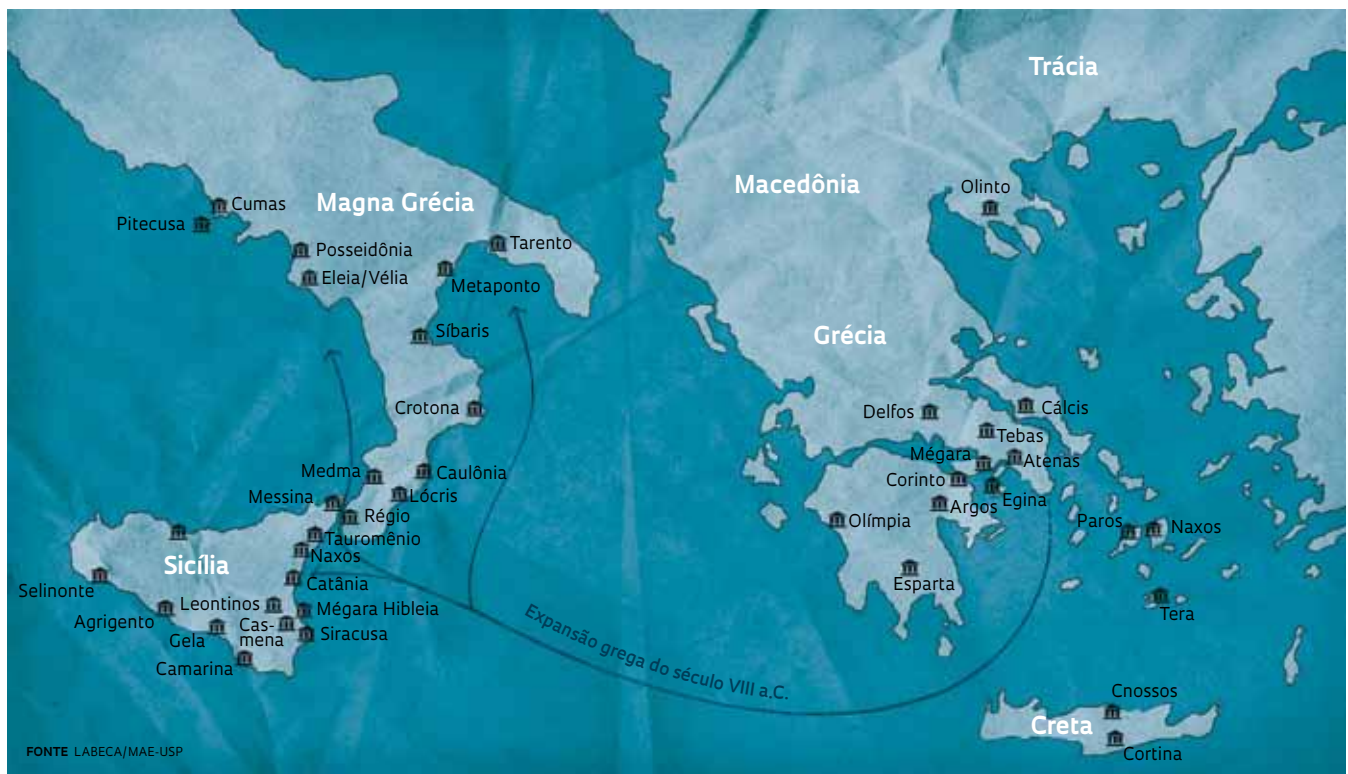 Trácia
Macedônia
Olinto
Cumas
Magna Grécia
Pitecusa
Tarento
Posseidônia
Eleia/Vélia
Metaponto
Síbaris
Grécia
Crotona
Delfos
Cálcis
Tebas
Mégara
Atenas
Medma
Caulônia
Corinto
Messina
Lócris
Egina
Argos
Régio
Olímpia
Paros
Naxos
Tauromênio
Naxos
Sicília
Catânia
Esparta
Selinonte
Leontinos
Mégara Hibleia
Agrigento
Cas-
mena
Gela
Siracusa
Tera
Camarina
Expansão grega do século VIII a.C.
Cnossos
Creta
Cortina
FONTE LABECA/MAE-USP